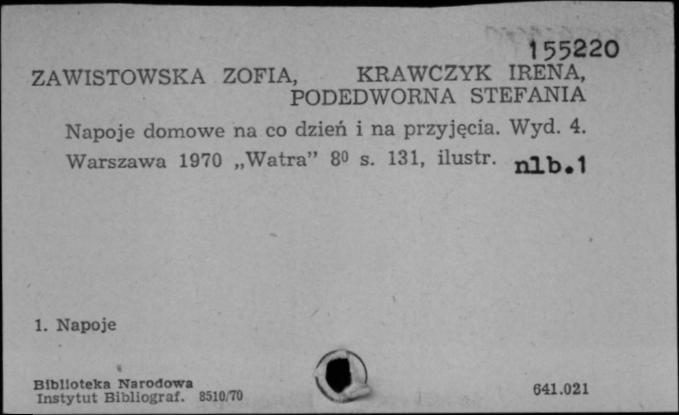 155220
ZAWISTOWSKA ZOFIA, KRAWCZYK IRENA,
PODEDWORNA STEFANIA
Napoje domowe na co dzień i na przyjęcia. Wyd. 4.
Warszawa 1970 „Watra” 8⁰ s. 131, ilustr. nlb.1
1. Napoje
Biblioteka Narodowa
Instytut Bibliograf. 8510/70
641.021